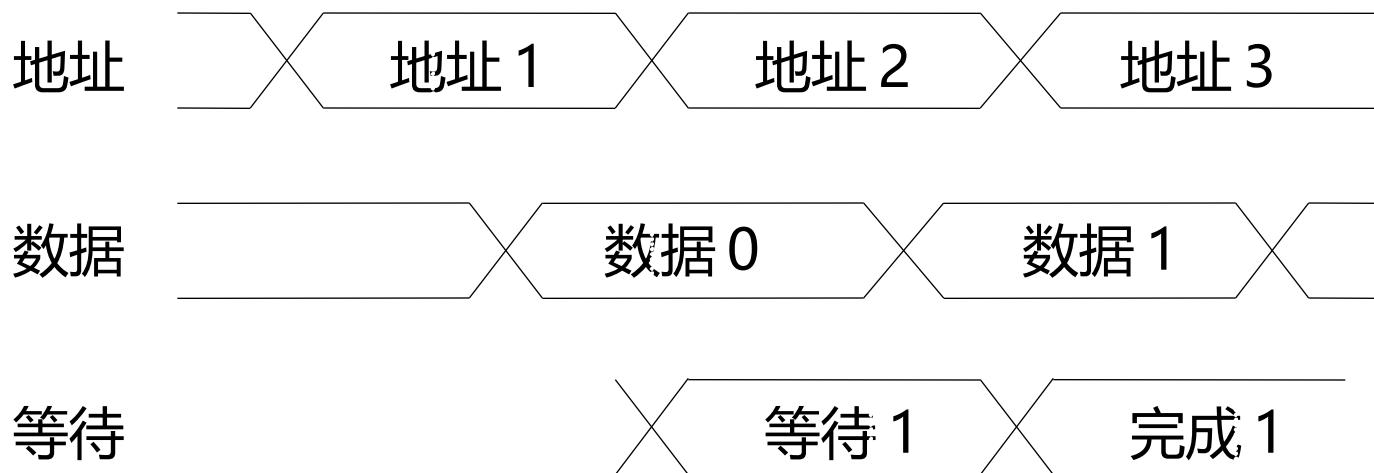 地址 地址 1 地址 2 地址 3
数据 数据 0 数据 1
等待 等待 1 完成 1